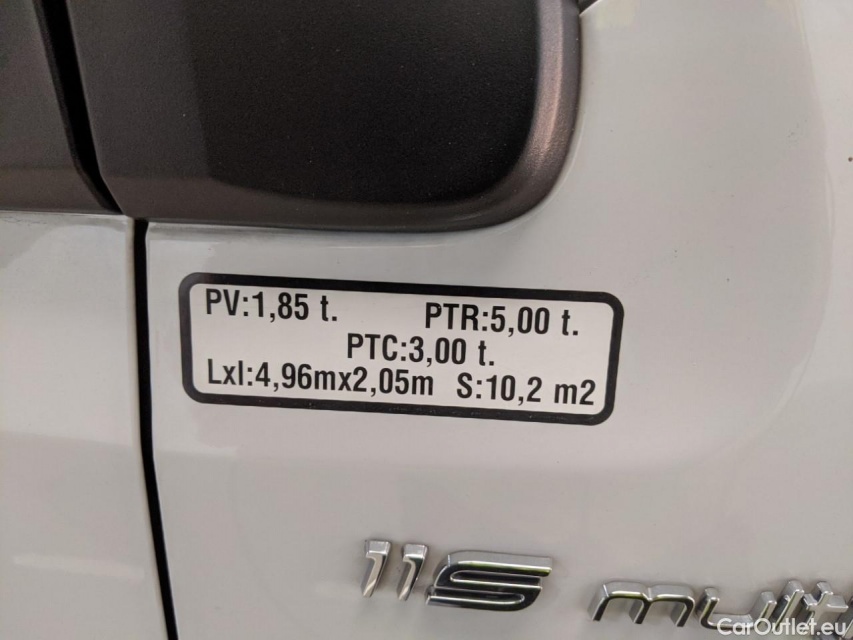 PV:1,85 t. PTR:5,00 t.
PTC:3,00 t.
Lxl:4,96mx2,05m S:10,2 m2
115 multi
CarOutlet.eu